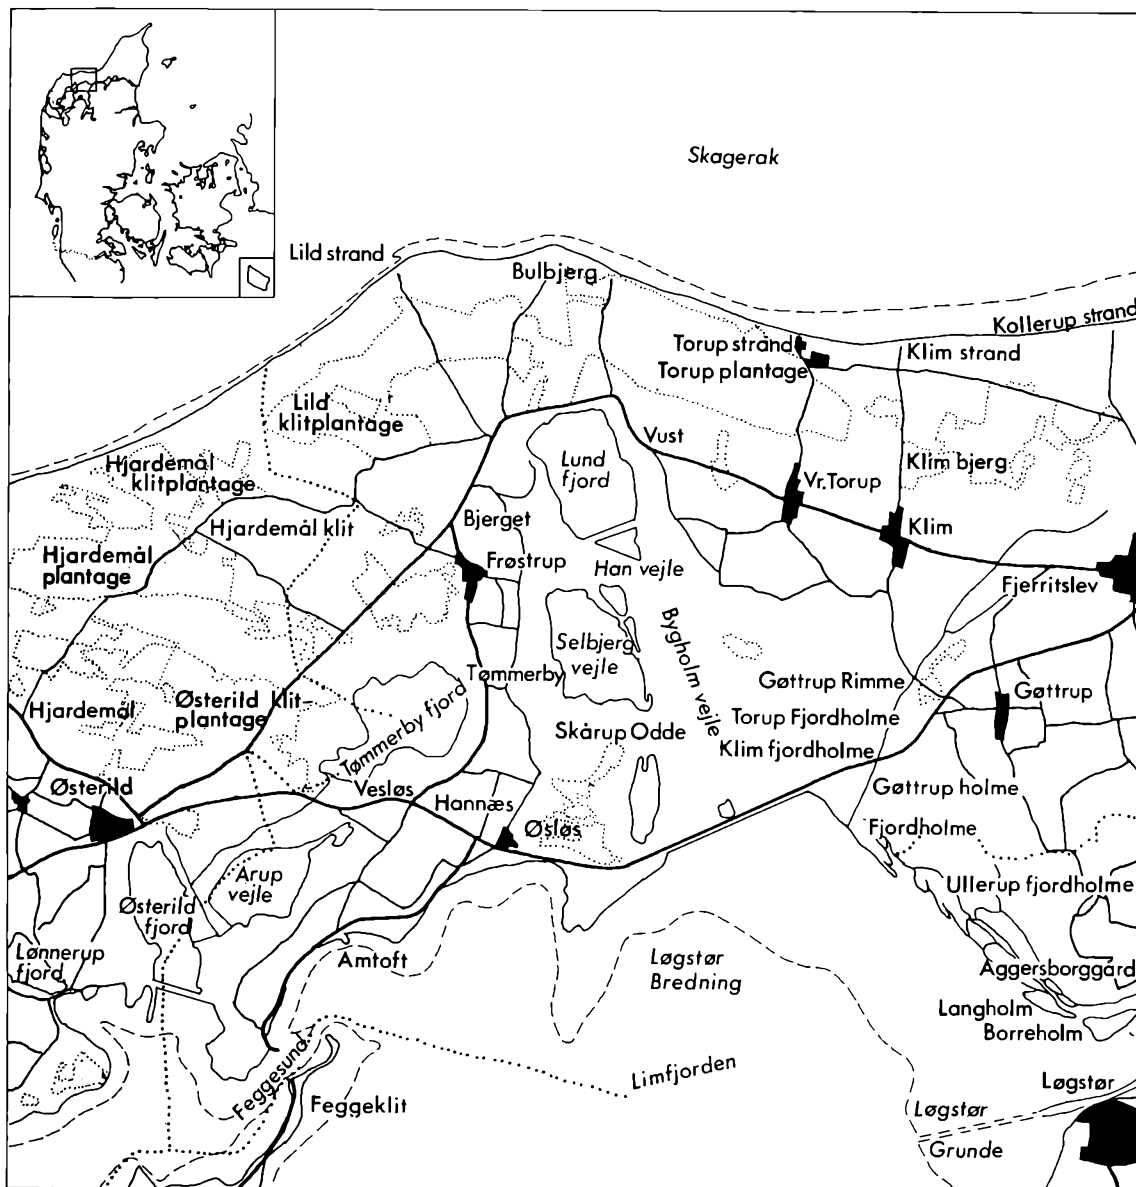 Skagerak
Lild strand
Bulbjerg
Kollerup strand
Torup strand
Klim strand
Torup plantage
Lild
klitplantage
Vust
Hjardemål
klitplantage
Lund
fjord
Klim bjerg
Vr.Torup
Bjerget
Hjardemål klit
Klim
Hjardemål
plantage
Frøstrup
Han vejle
Fjerritslev
Selbjerg
vejle
Bygholm vejle
Tømmerby
Gøttrup Rimme
Gøttrup
Østerild klit-
plantage
Hjardemål
Tømmerby fjord
Skårup Odde
Torup Fjordholme
Klim fjordholme
Østerild
Vesløs
Hannæs
Gøttrup holme
Øsløs
Fjordholme
Arup
vejle
Ullerup fjordholme
Østerild
fjord
Lønnerup
fjord
Amtoft
Løgstør
Bredning
Aggersborggård
Langholm
Borreholm
Feggesund
Limfjorden
Løgstør
Feggeklit
Løgstør
Grunde